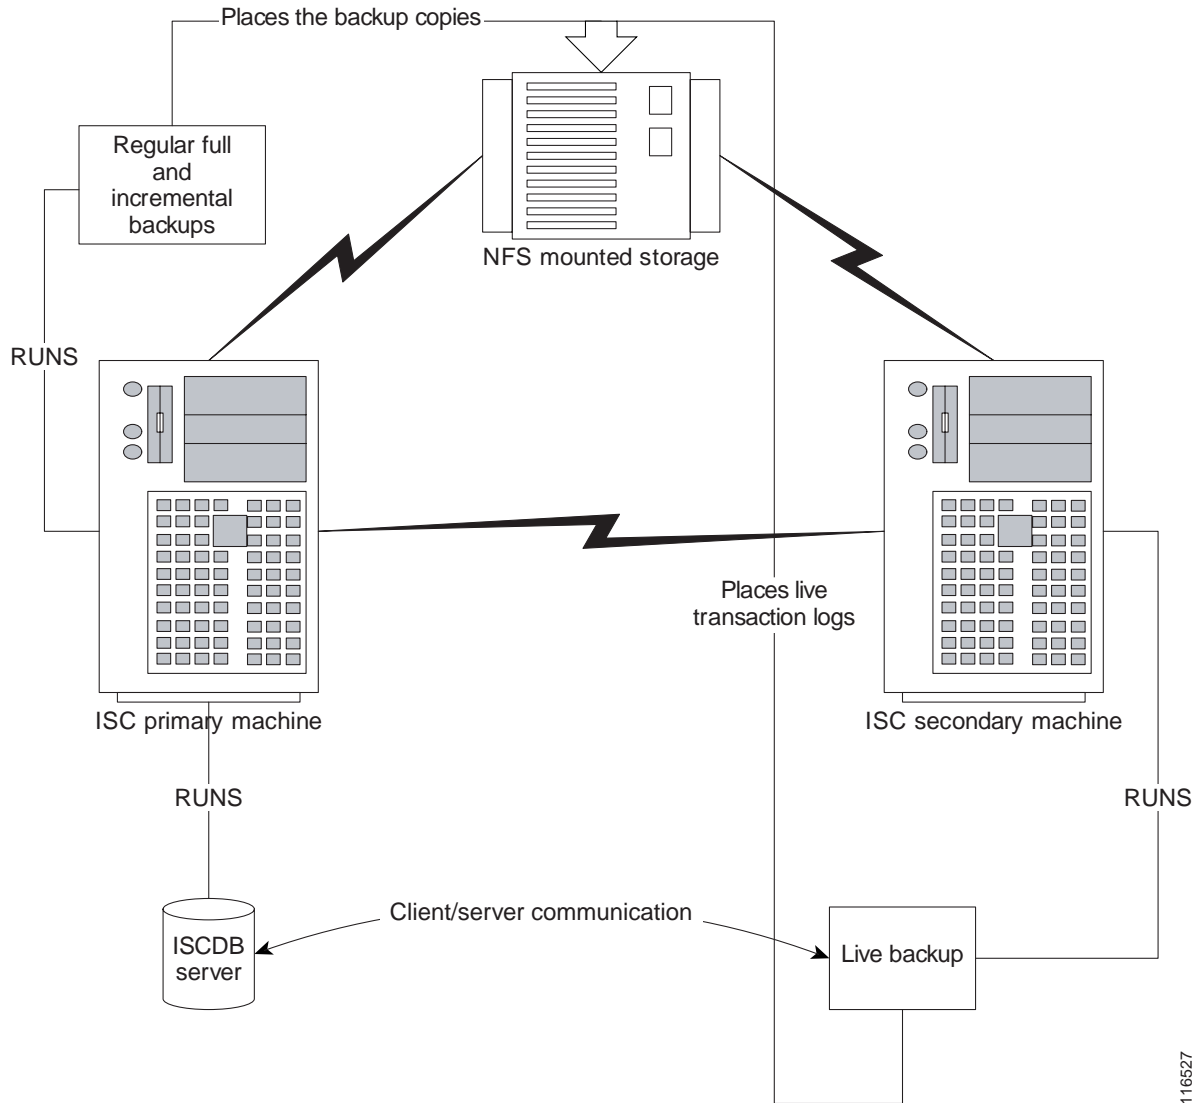 Places the backup copies
Regular full
and
incremental
backups
NFS mounted storage
RUNS
Places live
transaction logs
ISC primary machine
ISC secondary machine
RUNS
RUNS
Client/server communication
ISCDB
server
Live backup
116527